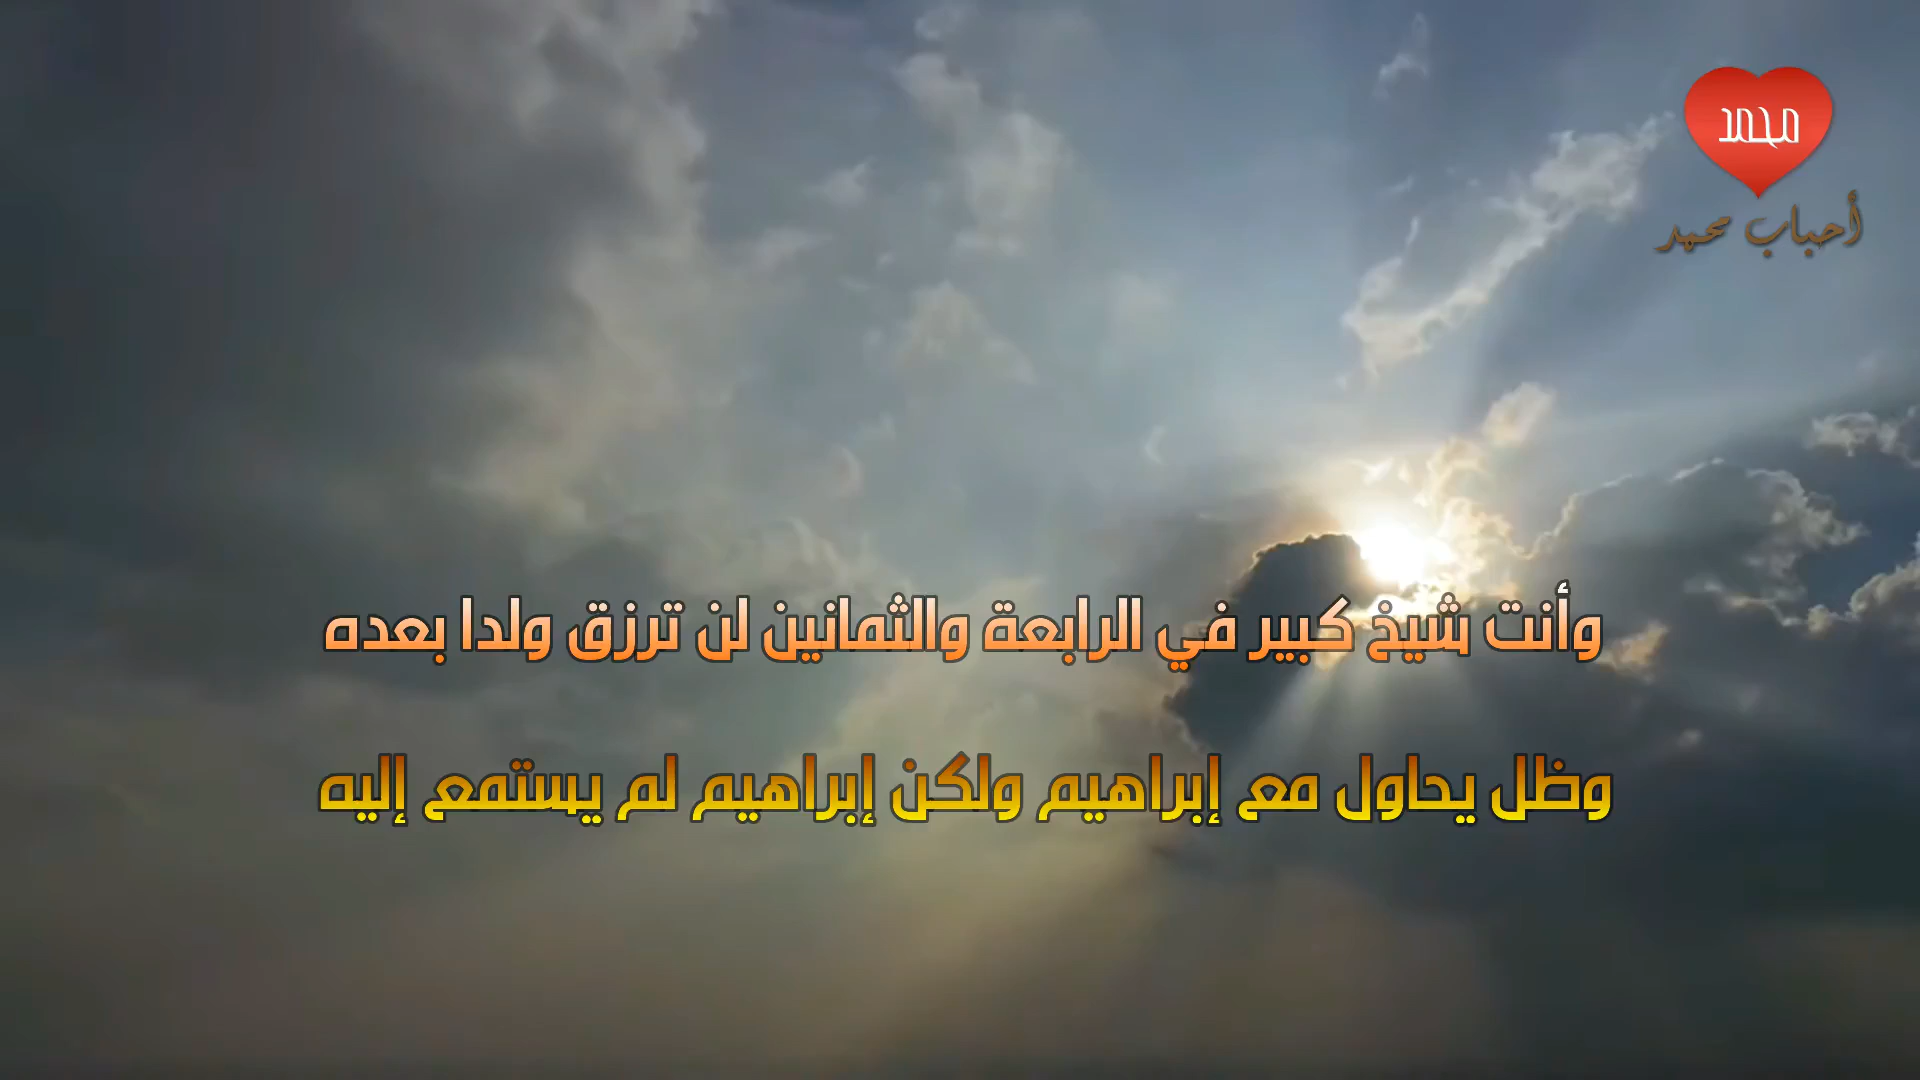 محمد
أحباب محمد
وأنت شيخ كبير في الرابعة والثمانين لن ترزق ولدا بعده
وظل يحاول مع إبراهيم ولكن إبراهيم لم يستمع إليه